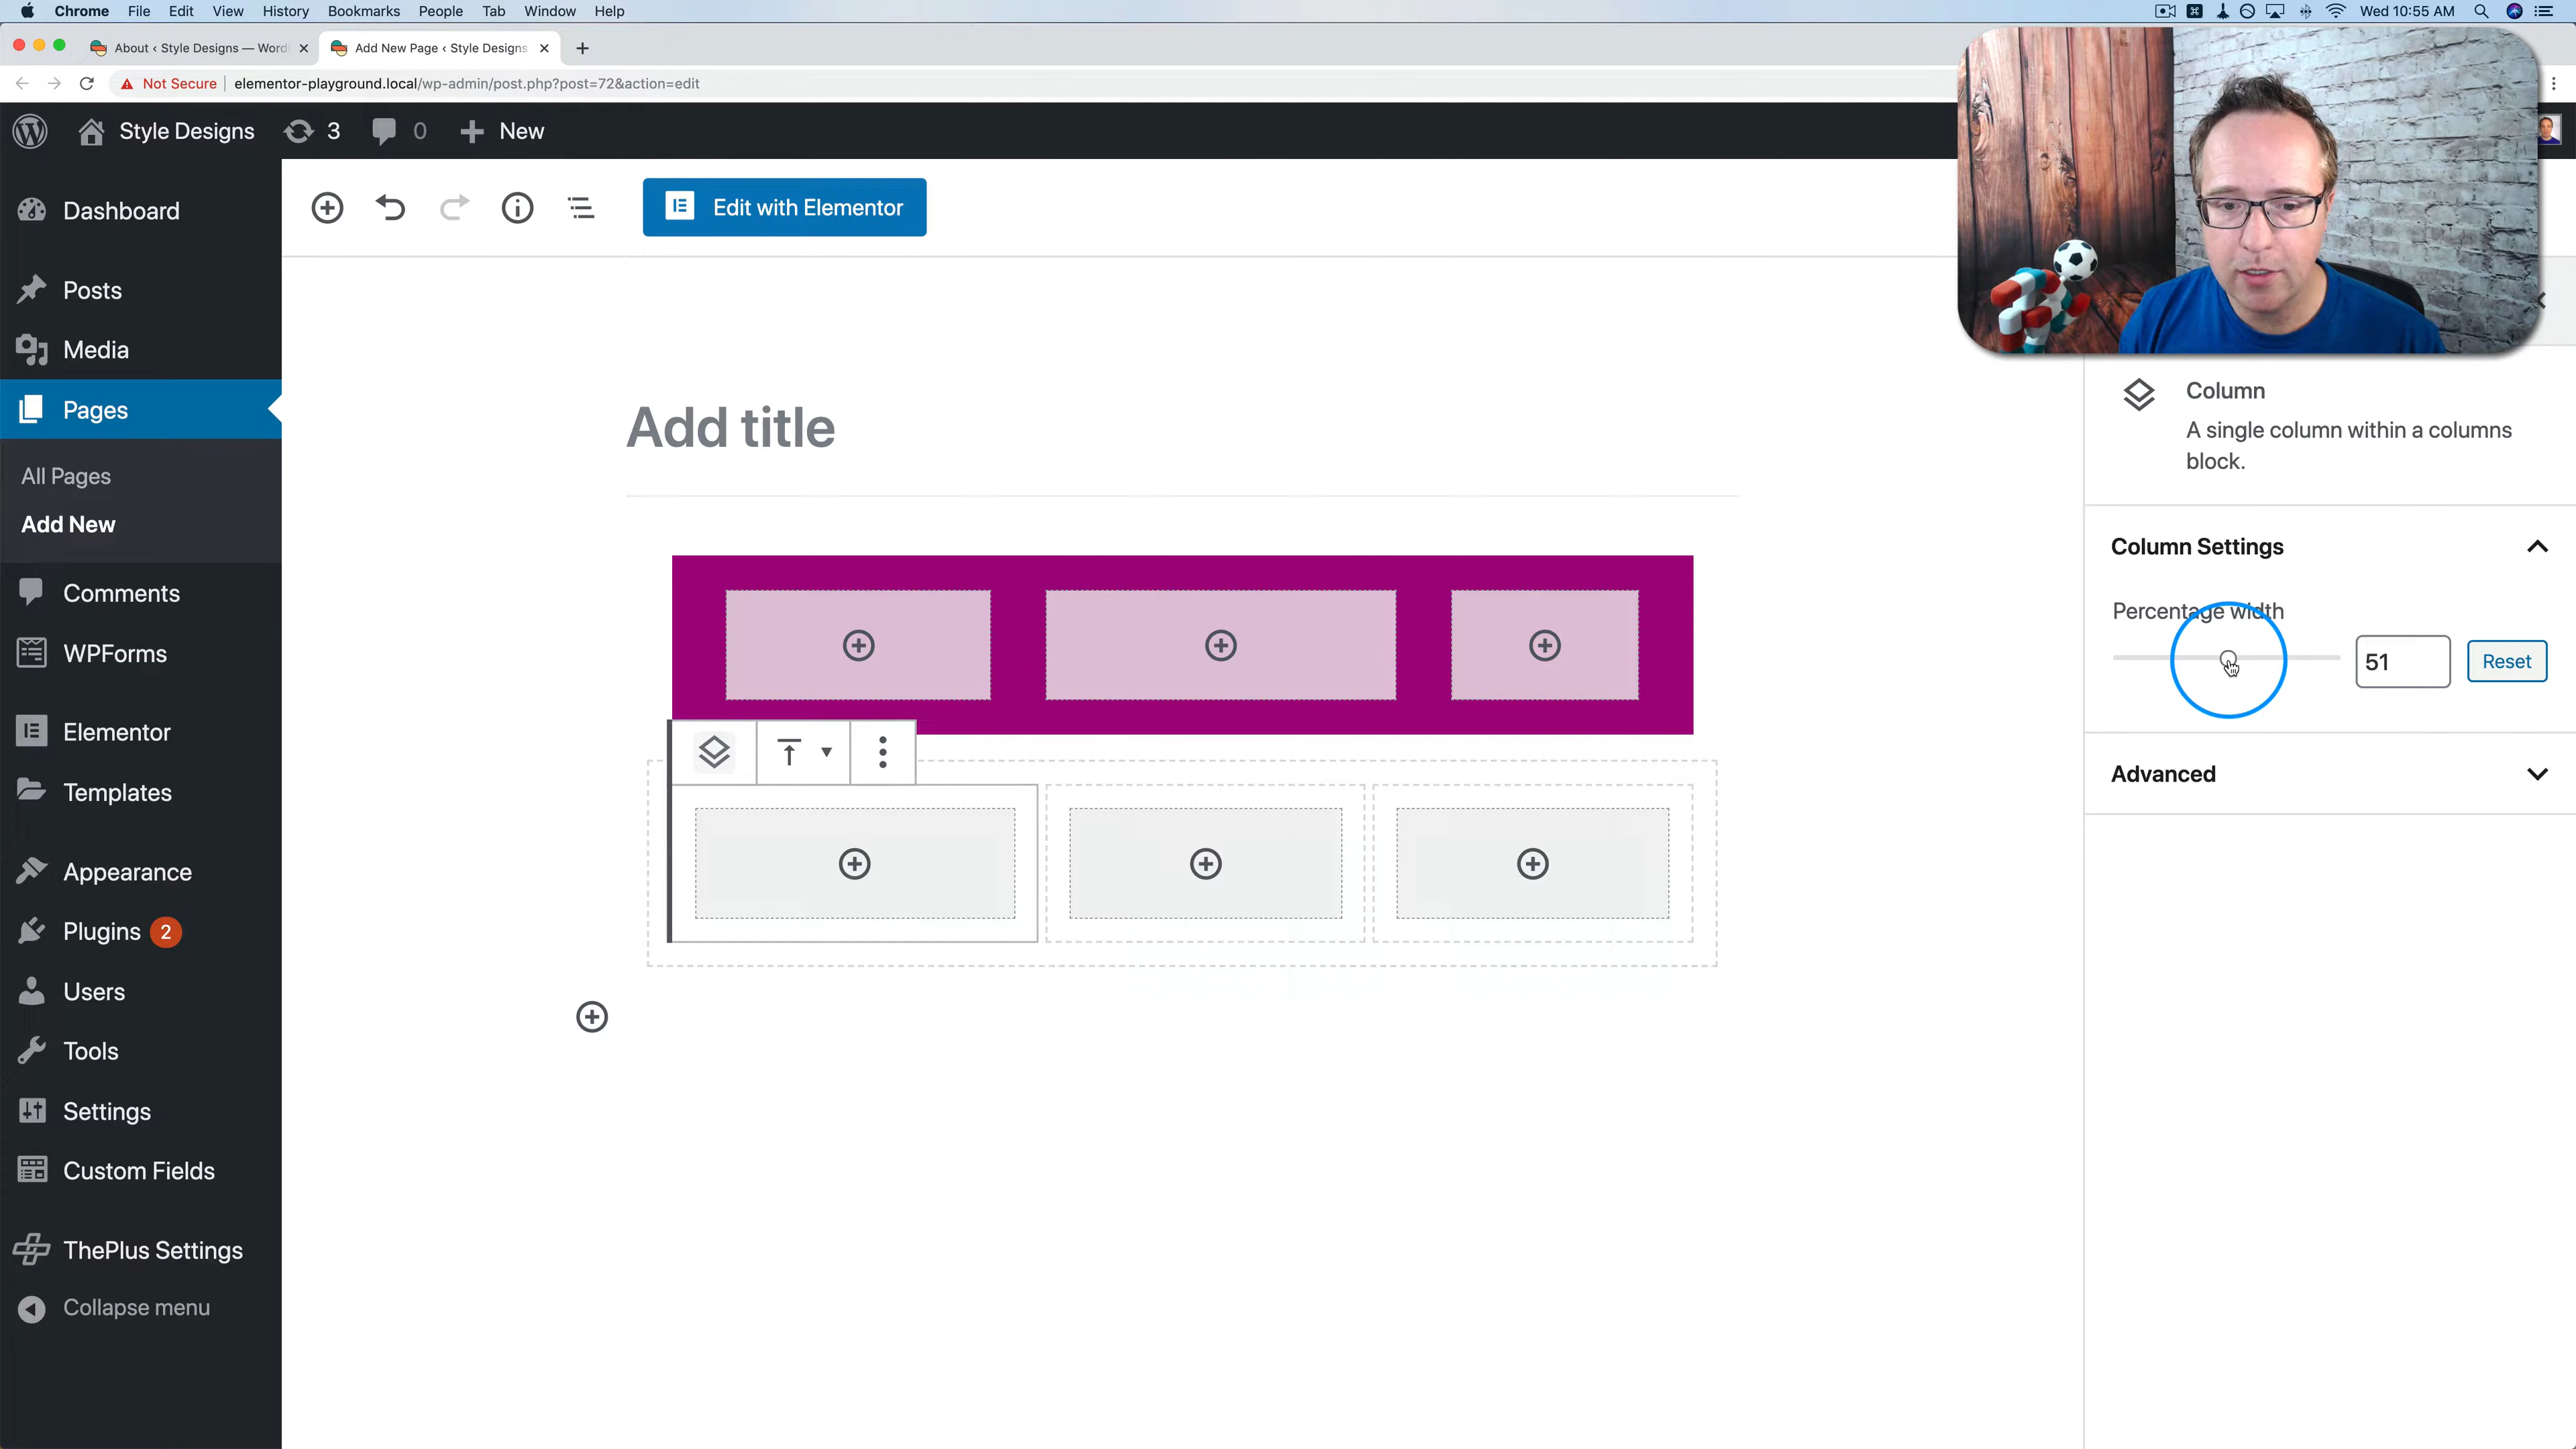 Chrome File Edit View History Bookmarks People Tab Window Help Wed 10:55 AM
About ‹ Style Designs — Word
Add New Page ‹ Style Designs
Not Secure elementor-playground.local/wp-admin/post.php?post=72&action=edit
Style Designs 3 0 New
Dashboard
Posts
Media
Pages
All Pages
Add New
Comments
WPForms
Elementor
Templates
Appearance
Plugins 2
Users
Tools
Settings
Custom Fields
ThePlus Settings
Collapse menu
Edit with Elementor
Add title
Column
A single column within a columns
block.
Column Settings
Percentage width
51 Reset
Advanced